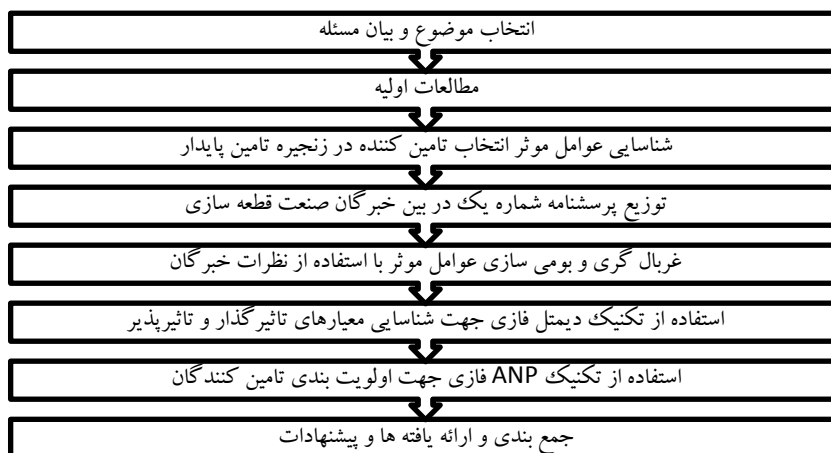 انتخاب موضوع و بیان مسئله
مطالعات اولیه
شناسایی عوامل موثر انتخاب تامین کننده در زنجیره تامین پایدار
توزیع پرسشنامه شماره یک در بین خبرگان صنعت قطعه سازی
غربال گری و بومی سازی عوامل موثر با استفاده از نظرات خبرگان
استفاده از تکنیک دیمتل فازی جهت شناسایی معیارهای تاثیرگذار و تاثیرپذیر
استفاده از تکنیک ANP فازی جهت اولویت بندی تامین کنندگان
جمع بندی و ارائه یافته ها و پیشنهادات